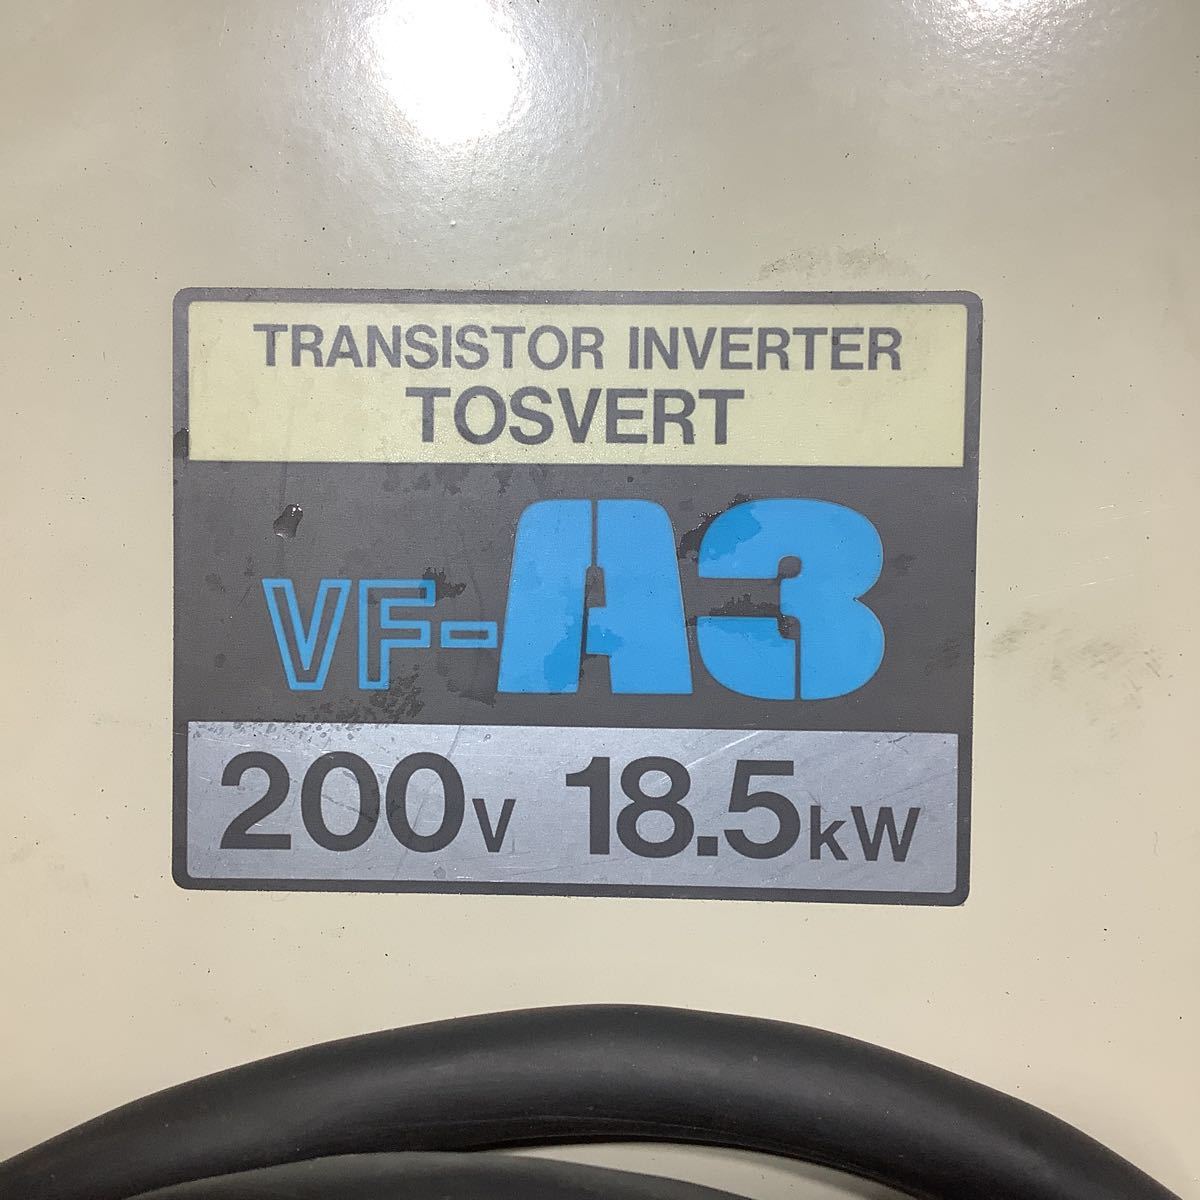 TRANSISTOR INVERTER
TOSVERT
VF-A3
200V 18.5kW